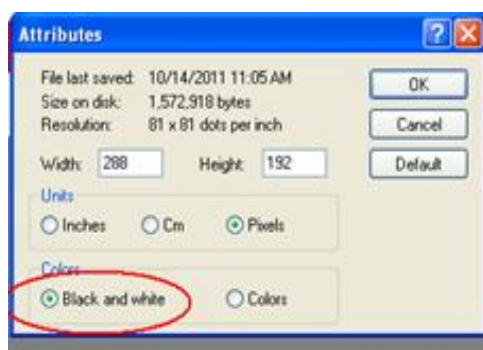 Attributes
File last saved: 10/14/2011 11:05 AM
Size on disk: 1,572,918 bytes
Resolution: 81 x 81 dots per inch
Width: 288 Height: 192
Units
Inches Cm Pixels
Colors
Black and white Colors
OK
Cancel
Default